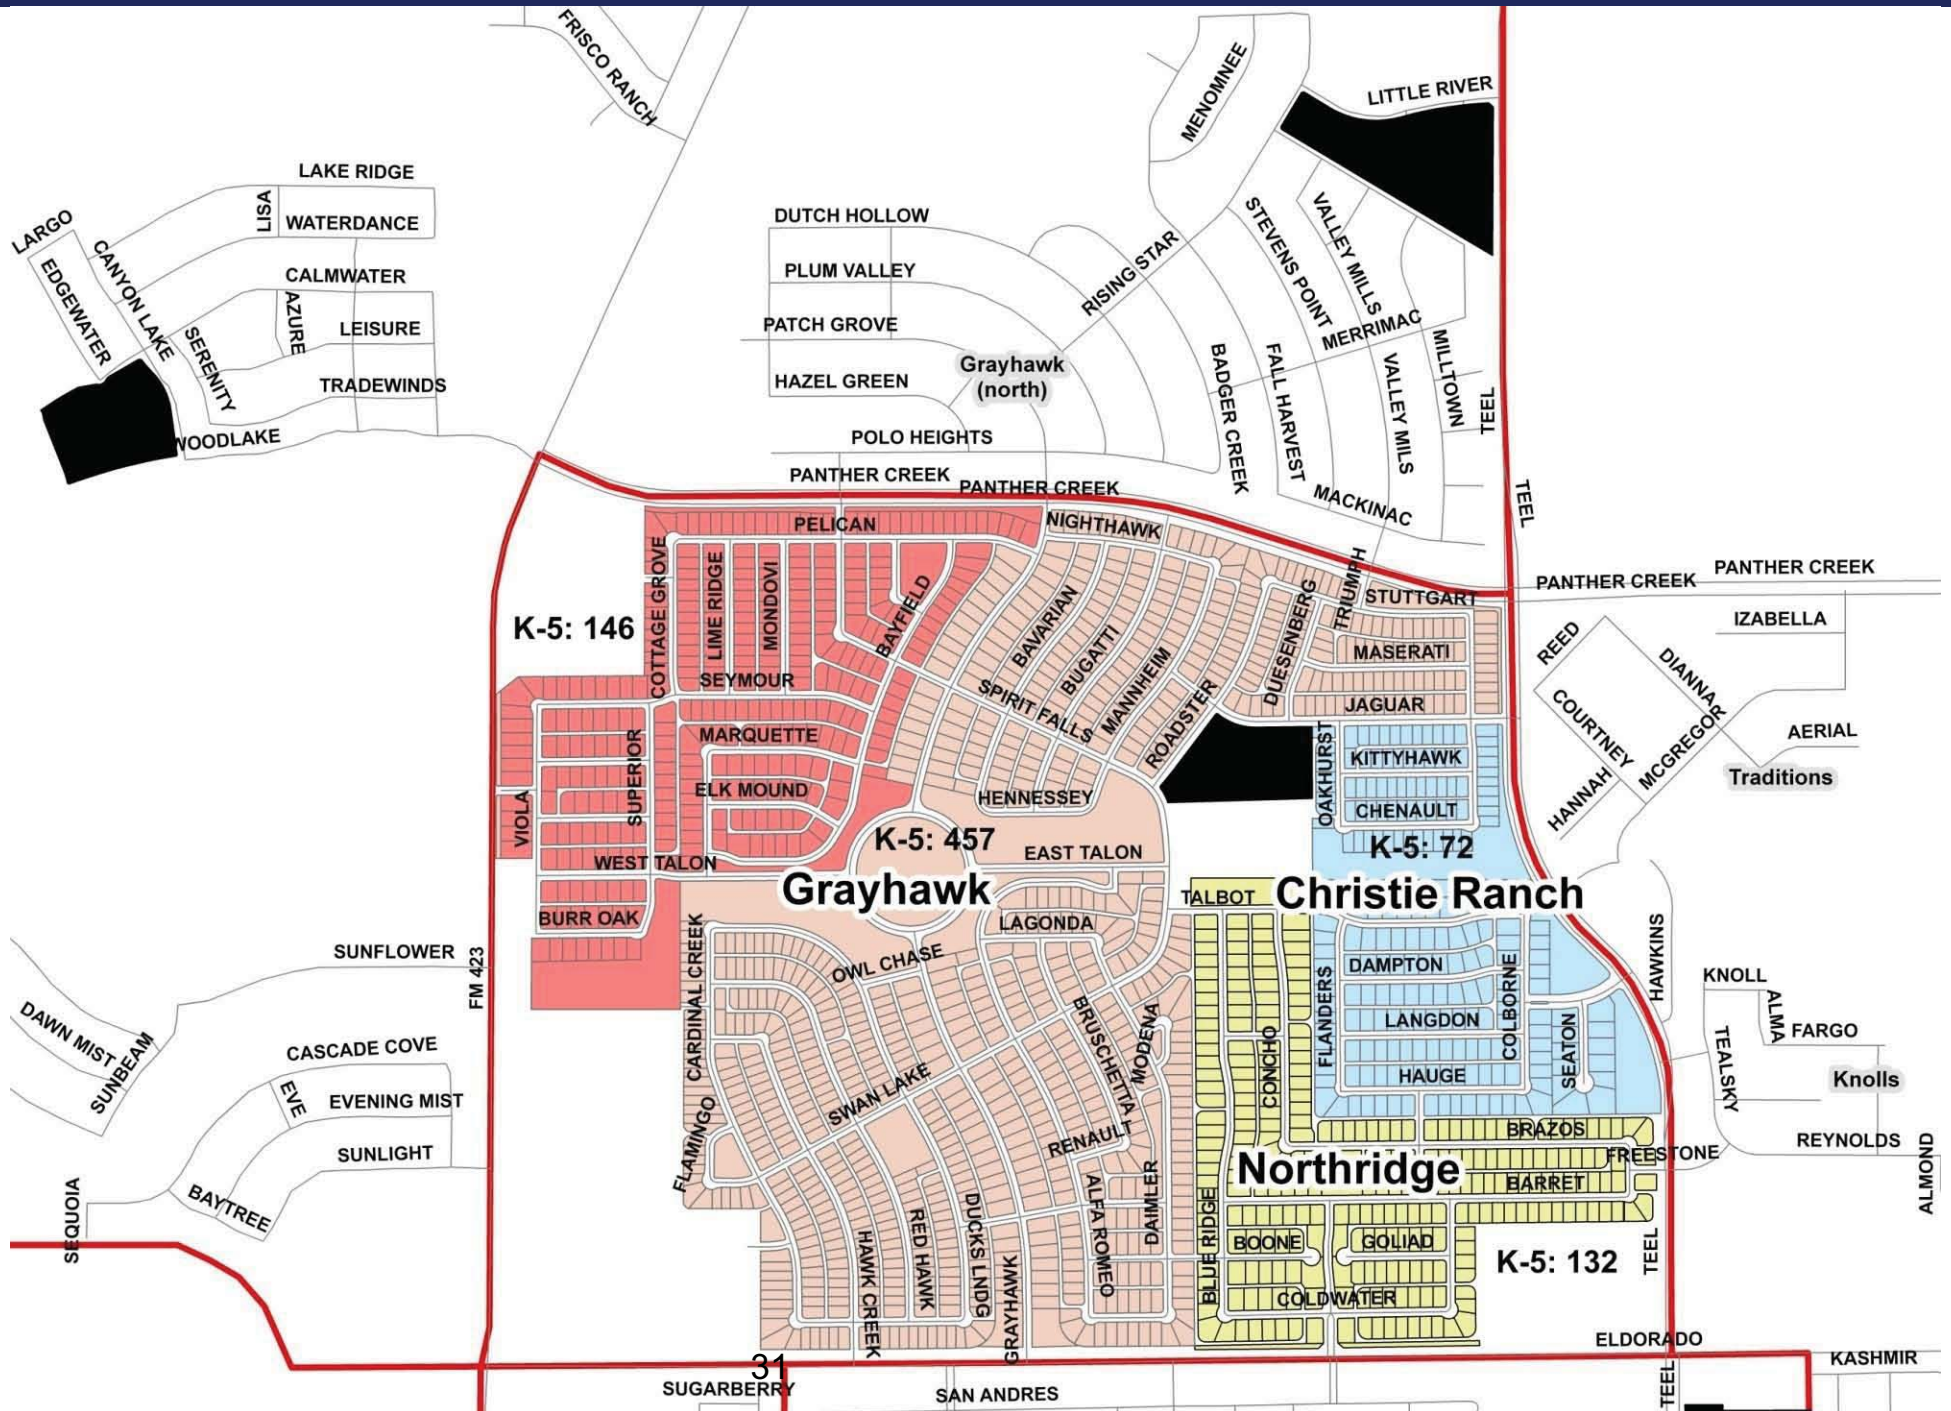 FRISCO RANCH
MENOMNEE
LITTLE RIVER
LAKE RIDGE
LISA
WATERDANCE
LARGO
CANYON LAKE
EDGEWATER
CALMWATER
AZURE
LEISURE
SERENITY
TRADEWINDS
WOODLAKE
DUTCH HOLLOW
PLUM VALLEY
PATCH GROVE
HAZEL GREEN
POLO HEIGHTS
Grayhawk
(north)
RISING STAR
STEVENS POINT
VALLEY MILLS
MERRIMAC
BADGER CREEK
FALL HARVEST
VALLEY MILS
MILLTOWN
TEEL
MACKINAC
TEEL
PANTHER CREEK
PANTHER CREEK
PANTHER CREEK
PANTHER CREEK
PELICAN
NIGHTHAWK
COTTAGE GROVE
LIME RIDGE
MONDOVI
BAYFIELD
K-5: 146
BAVARIAN
BUGATTI
MANNHEIM
ROADSTER
DUESENBERG
TRIUMPH
STUTTGART
MASERATI
JAGUAR
SPIRIT FALLS
SEYMOUR
MARQUETTE
ELK MOUND
SUPERIOR
VIOLA
WEST TALON
BURR OAK
HENNESSEY
OAKHURST
KITTYHAWK
CHENAULT
REED
IZABELLA
DIANNA
COURTNEY
MCGREGOR
HANNAH
AERIAL
Traditions
K-5: 457
Grayhawk
EAST TALON
K-5: 72
Christie Ranch
TALBOT
LAGONDA
OWL CHASE
CARDINAL CREEK
SUNFLOWER
FM 423
DAWN MIST
SUNBEAM
CASCADE COVE
EVE
EVENING MIST
SUNLIGHT
BAYTREE
SEQUOIA
FLAMINGO
SWAN LAKE
BRUSCHETTA
MODENA
RENAULT
ALFA ROMEO
DAIMLER
HAWK CREEK
RED HAWK
DUCKS LNDG
GRAYHAWK
CONCHO
FLANDERS
DAMPTON
LANGDON
COLBORNE
HAUGE
SEATON
HAWKINS
KNOLL
ALMA
FARGO
TEALSKY
Knolls
REYNOLDS
ALMOND
BRAZOS
FREESTONE
Northridge
BARRET
BLUE RIDGE
BOONE
GOLIAD
K-5: 132
TEEL
COLDWATER
ELDORADO
KASHMIR
31
SUGARBERRY
SAN ANDRES
TEEL